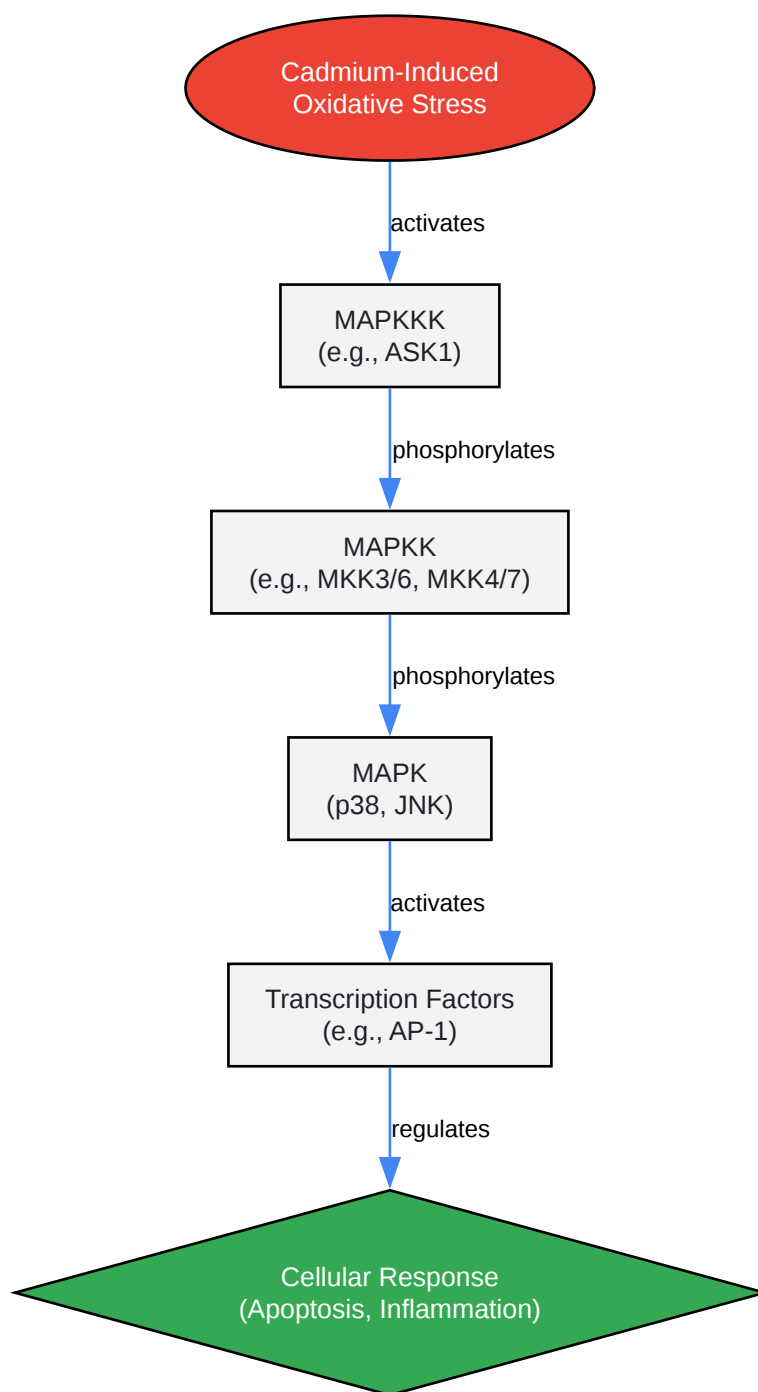 Cadmium-Induced
Oxidative Stress
activates
MAPKKK
(e.g., ASK1)
phosphorylates
MAPKK
(e.g., MKK3/6, MKK4/7)
phosphorylates
MAPK
(p38, JNK)
activates
Transcription Factors
(e.g., AP-1)
regulates
Cellular Response
(Apoptosis, Inflammation)